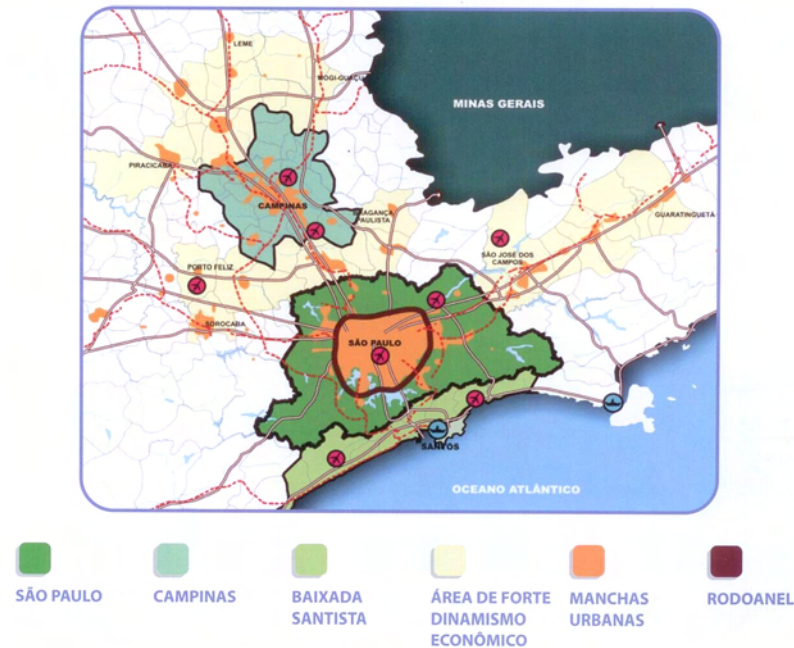 LEME
MOGI-GUAÇU
MINAS GERAIS
PIRACICABA
CAMPINAS
BRAGANÇA
PAULISTA
GUARATINGUETÁ
SÃO JOSÉ DOS
CAMPOS
PORTO FELIZ
SOROCABA
SÃO PAULO
SANTOS
OCEANO ATLÂNTICO
SÃO PAULO
CAMPINAS
BAIXADA
SANTISTA
ÁREA DE FORTE
DINAMISMO
ECONÔMICO
MANCHAS
URBANAS
RODOANEL